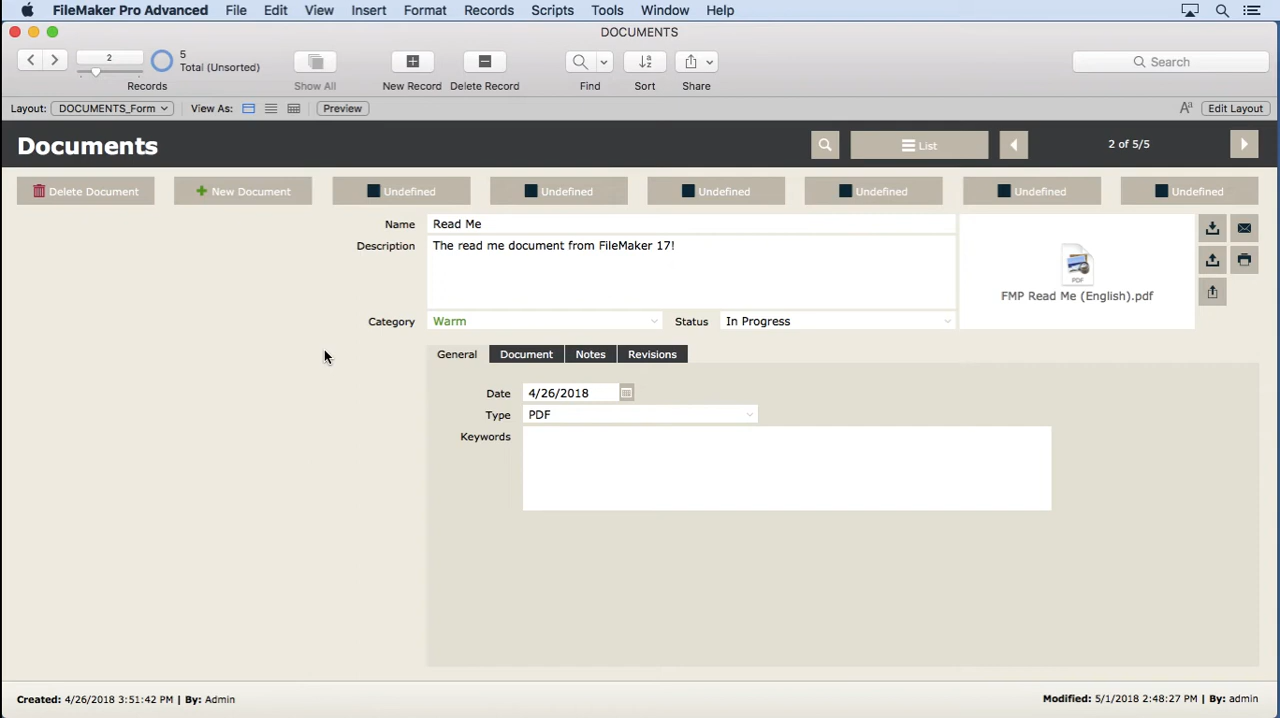 FileMaker Pro Advanced File Edit View Insert Format Records Scripts Tools Window Help
DOCUMENTS
2
5
Total (Unsorted)
Records
Show All
New Record
Delete Record
Find
Sort
Share
Search
Layout: DOCUMENTS_Form View As: Preview
Aa Edit Layout
Documents
List
2 of 5/5
Delete Document
New Document
Undefined
Undefined
Undefined
Undefined
Undefined
Undefined
Name Read Me
Description The read me document from FileMaker 17!
PDF
FMP Read Me (English).pdf
Category Warm Status In Progress
General Document Notes Revisions
Date 4/26/2018
Type PDF
Keywords
Created: 4/26/2018 3:51:42 PM | By: Admin
Modified: 5/1/2018 2:48:27 PM | By: admin